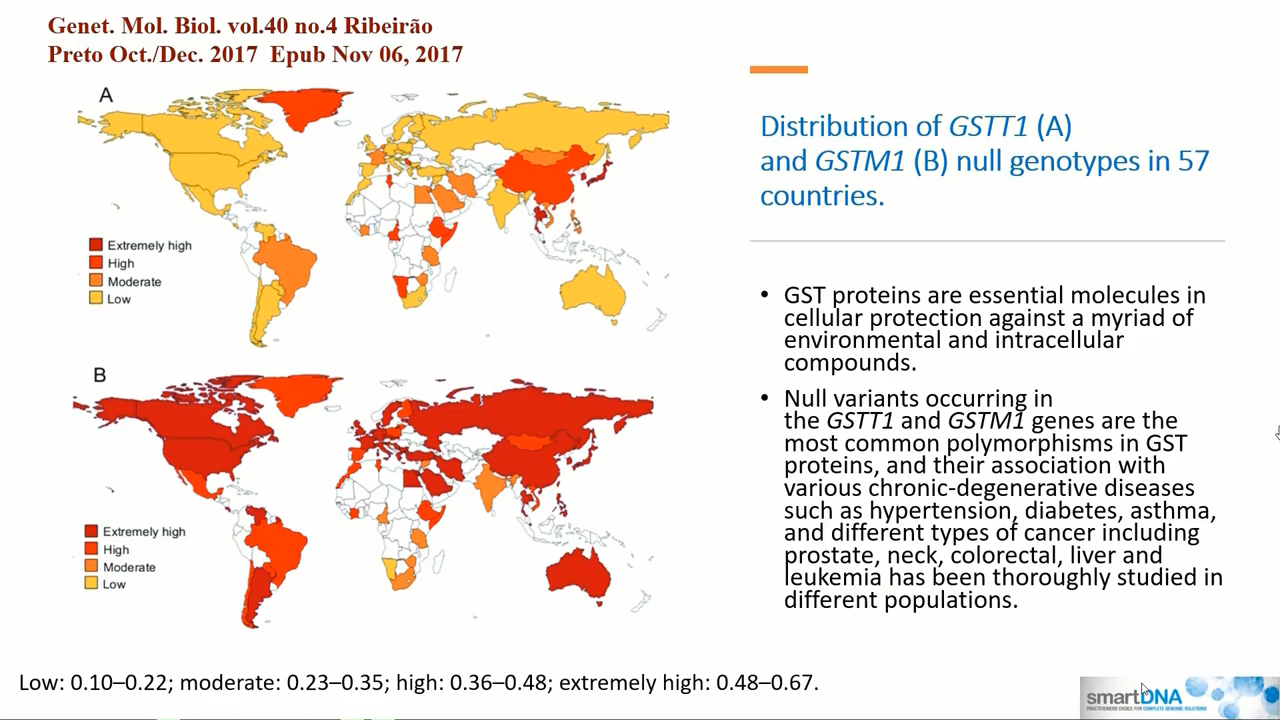 Genet. Mol. Biol. vol.40 no.4 Ribeirão
Preto Oct./Dec. 2017 Epub Nov 06, 2017
A
Extremely high
High
Moderate
Low
B
Extremely high
High
Moderate
Low
Low: 0.10–0.22; moderate: 0.23–0.35; high: 0.36–0.48; extremely high: 0.48–0.67.
Distribution of GSTT1 (A)
and GSTM1 (B) null genotypes in 57
countries.
• GST proteins are essential molecules in
cellular protection against a myriad of
environmental and intracellular
compounds.
• Null variants occurring in
the GSTT1 and GSTM1 genes are the
most common polymorphisms in GST
proteins, and their association with
various chronic-degenerative diseases
such as hypertension, diabetes, asthma,
and different types of cancer including
prostate, neck, colorectal, liver and
leukemia has been thoroughly studied in
different populations.
smartDNA
PRACTITIONERS CHOICE FOR COMPLETE GENOMIC SOLUTIONS